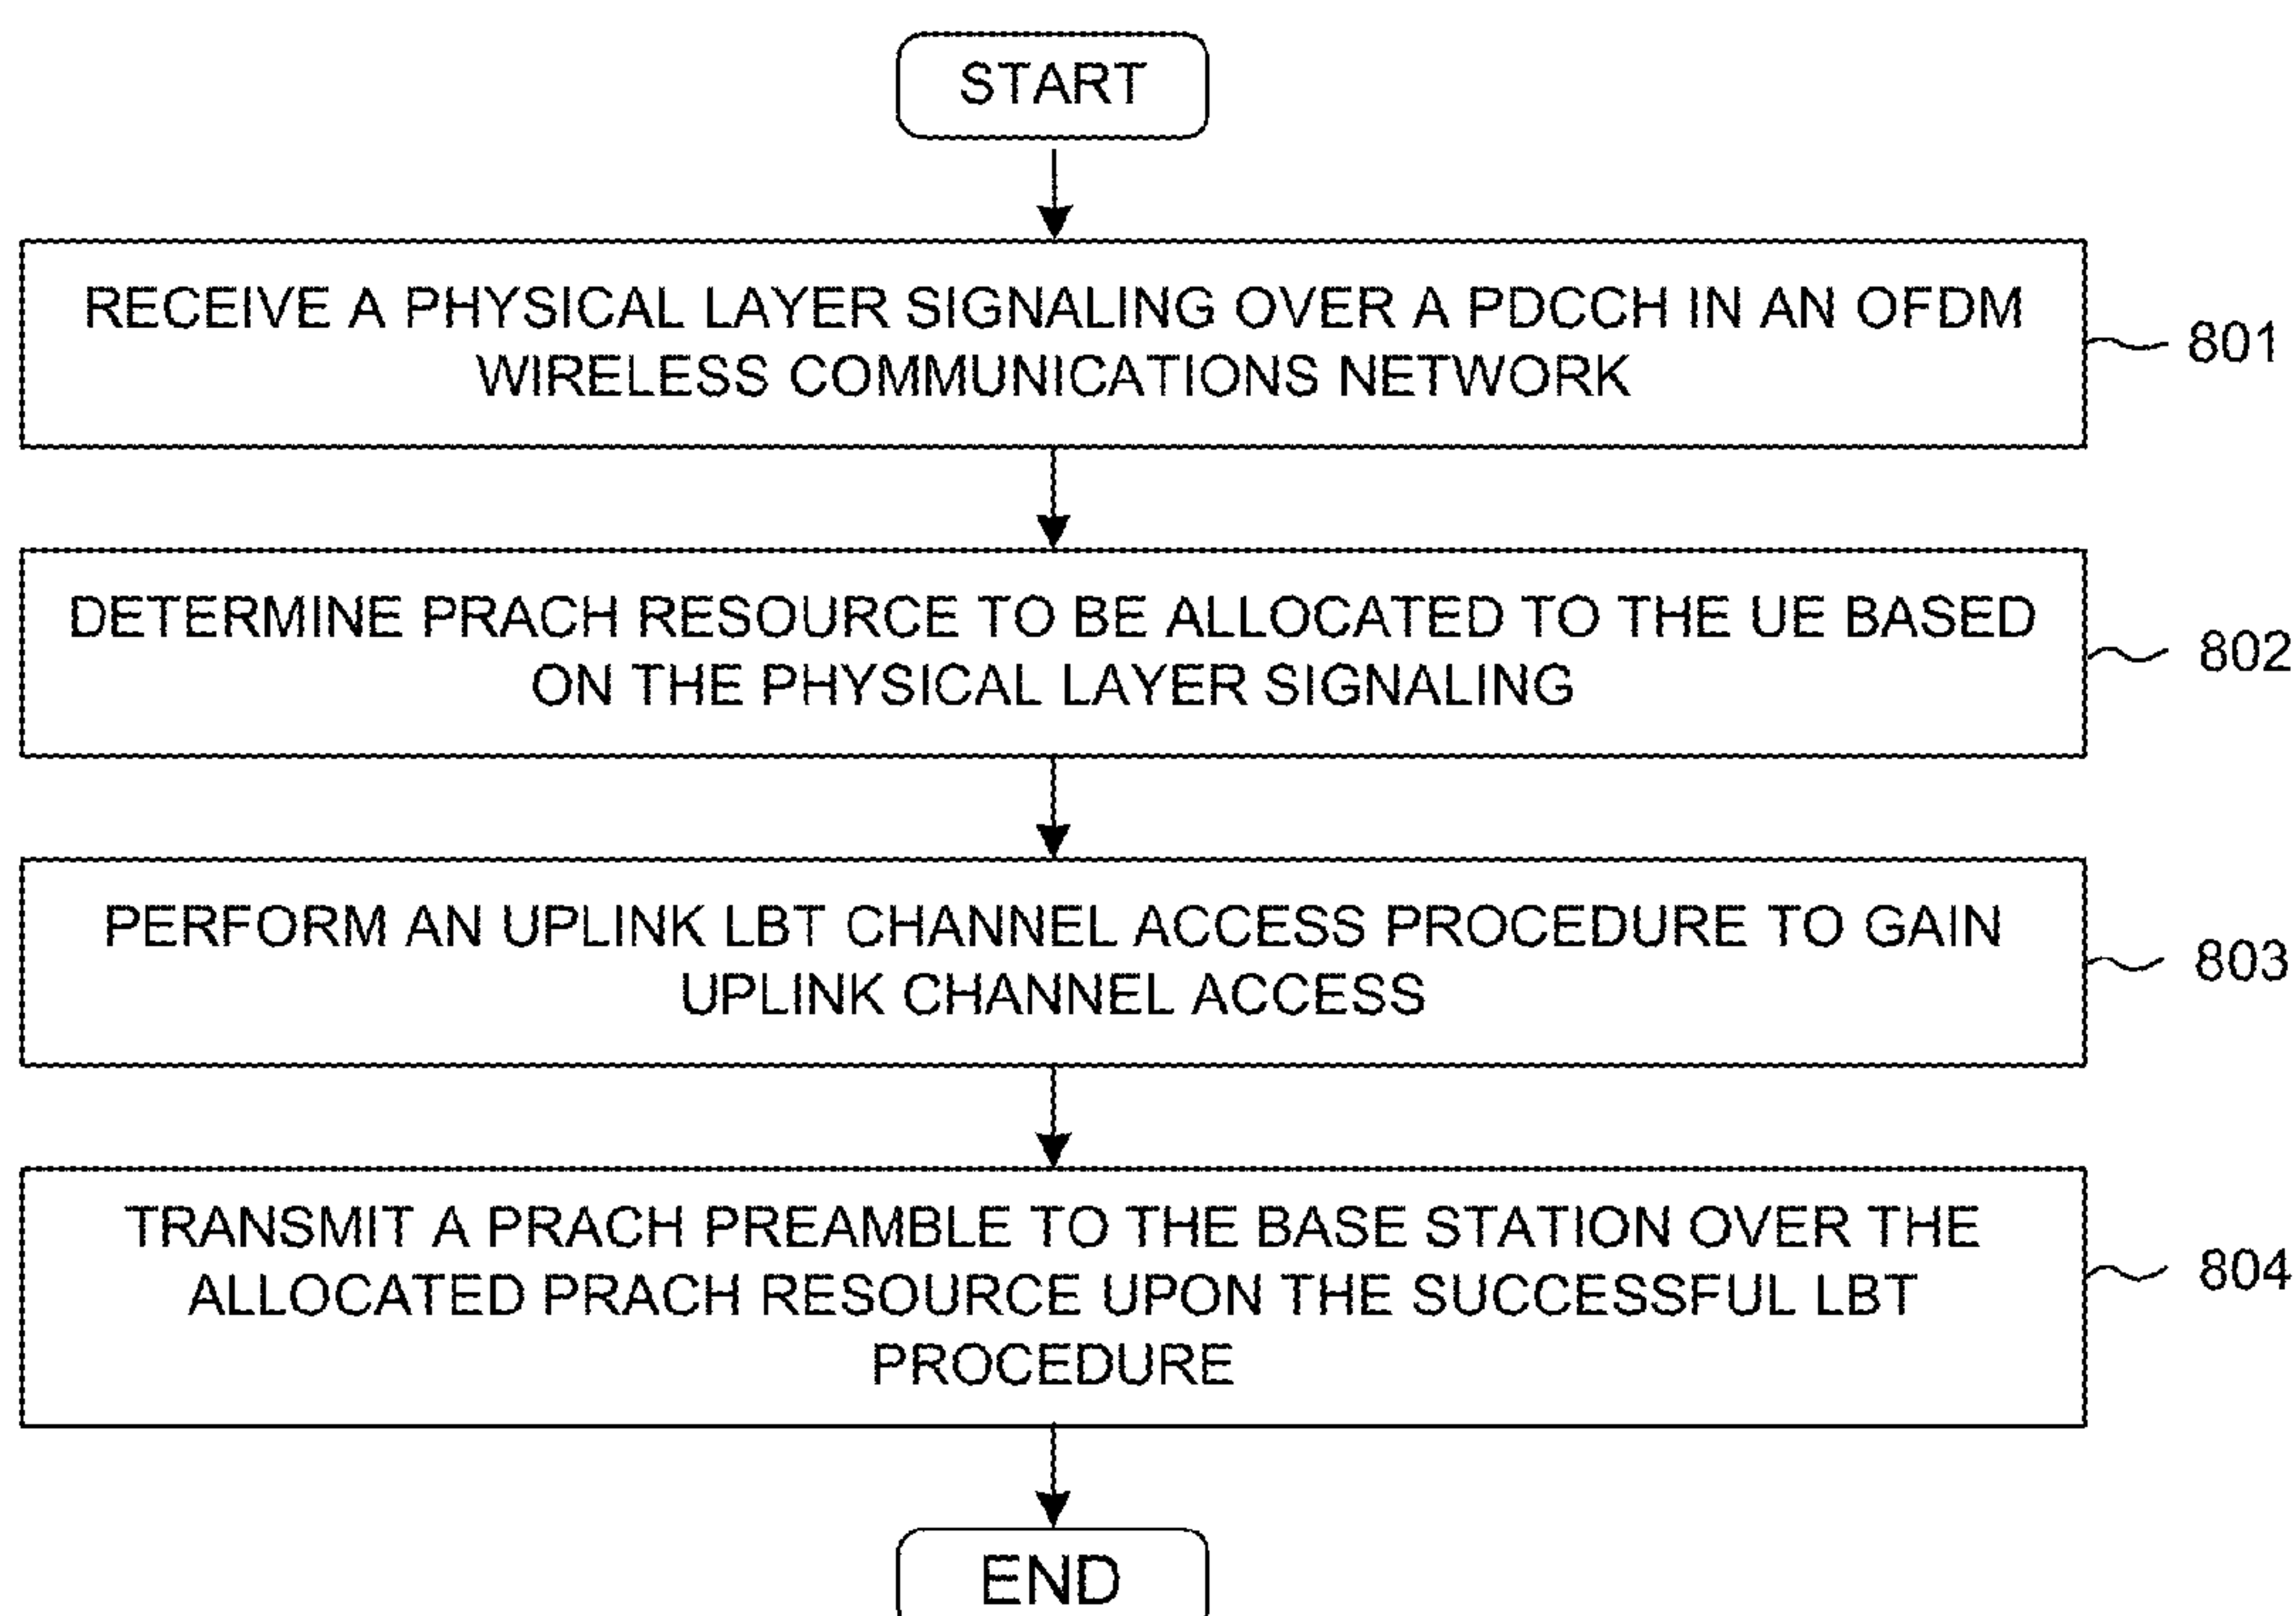 START
RECEIVE A PHYSICAL LAYER SIGNALING OVER A PDCCH IN AN OFDM
WIRELESS COMMUNICATIONS NETWORK
801
DETERMINE PRACH RESOURCE TO BE ALLOCATED TO THE UE BASED
ON THE PHYSICAL LAYER SIGNALING
802
PERFORM AN UPLINK LBT CHANNEL ACCESS PROCEDURE TO GAIN
UPLINK CHANNEL ACCESS
803
TRANSMIT A PRACH PREAMBLE TO THE BASE STATION OVER THE
ALLOCATED PRACH RESOURCE UPON THE SUCCESSFUL LBT
PROCEDURE
804
END